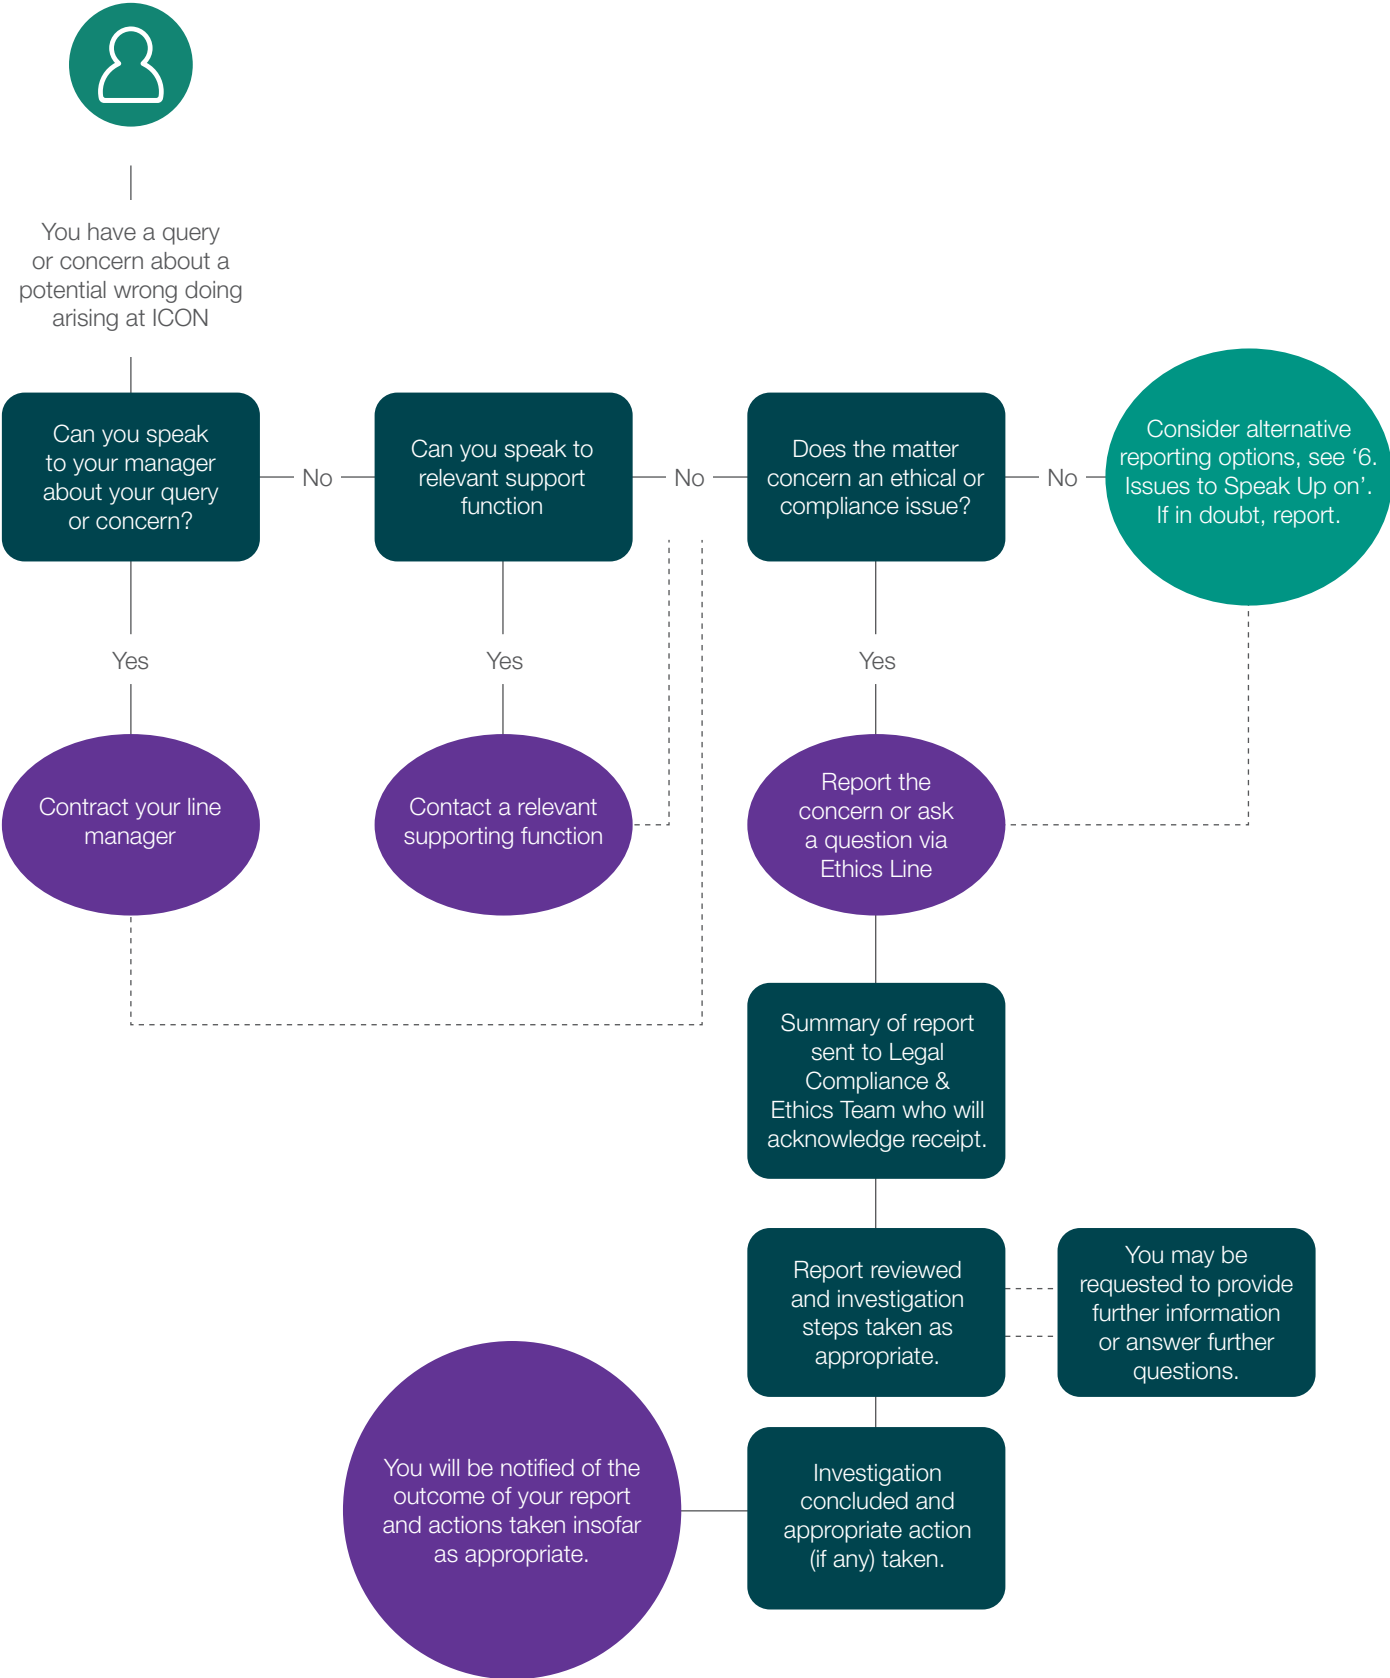 You have a query
or concern about a
potential wrong doing
arising at ICON
Can you speak
to your manager
about your query
or concern?
No
Can you speak to
relevant support
function
No
Does the matter
concern an ethical or
compliance issue?
No
Consider alternative
reporting options, see ‘6.
Issues to Speak Up on’.
If in doubt, report.
Yes
Yes
Yes
Contract your line
manager
Contact a relevant
supporting function
Report the
concern or ask
a question via
Ethics Line
Summary of report
sent to Legal
Compliance &
Ethics Team who will
acknowledge receipt.
Report reviewed
and investigation
steps taken as
appropriate.
You may be
requested to provide
further information
or answer further
questions.
Investigation
concluded and
appropriate action
(if any) taken.
You will be notified of the
outcome of your report
and actions taken insofar
as appropriate.